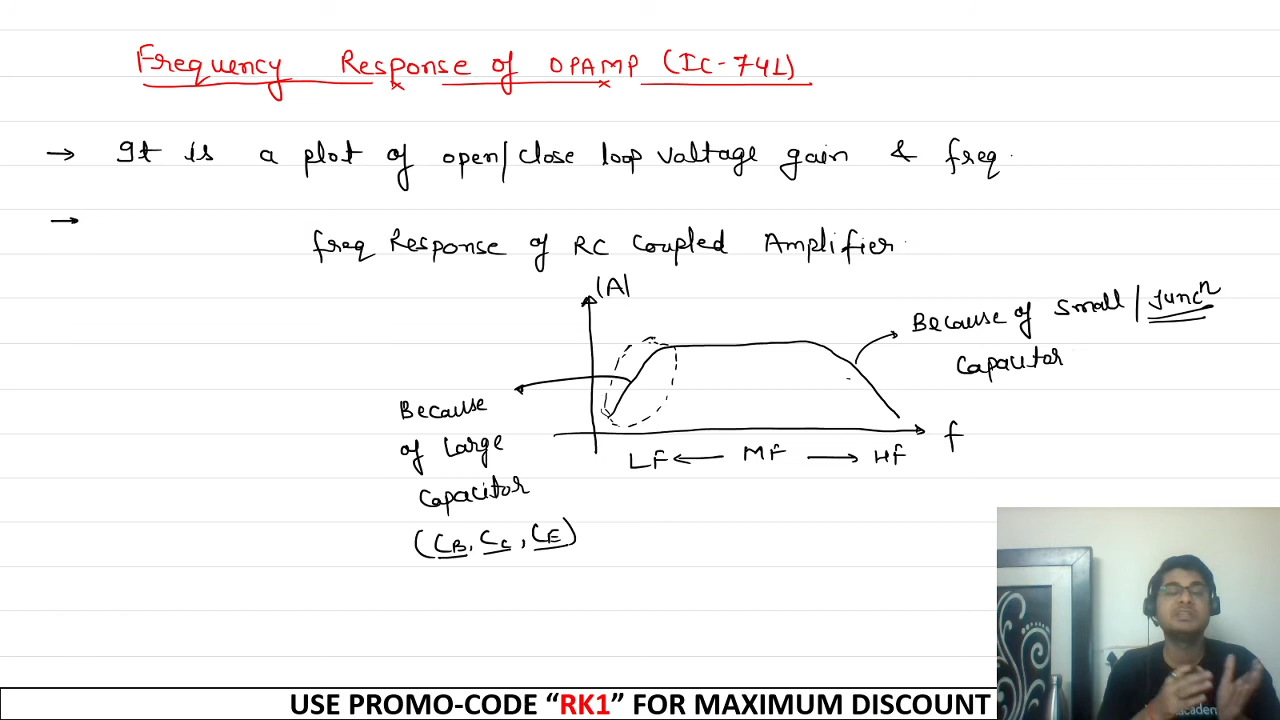 Frequency Response of OPAMP (IC-741)
→ It is a plot of open/close loop voltage gain & freq.
→
freq Response of RC Coupled Amplifier
|A|
Because of small/Juncⁿ
Capacitor
Because
of large
Capacitor
(CB, CC, CE)
f
LF ← MF → HF
USE PROMO-CODE “RK1” FOR MAXIMUM DISCOUNT